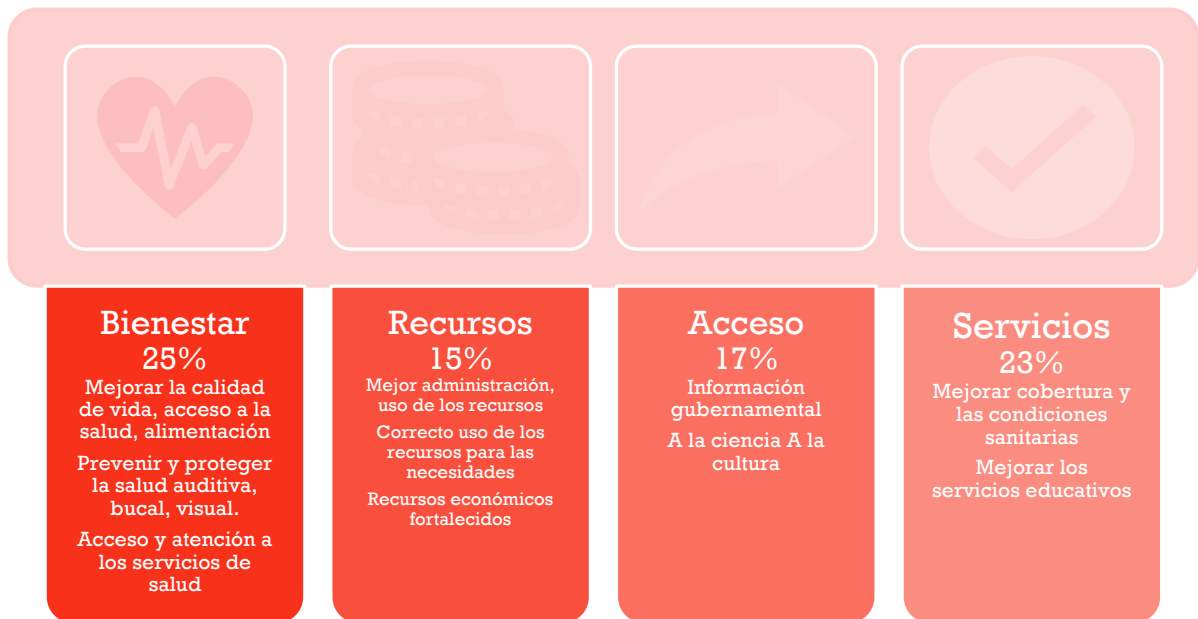 Bienestar
25%
Mejorar la calidad
de vida, acceso a la
salud, alimentación
Prevenir y proteger
la salud auditiva,
bucal, visual.
Acceso y atención a
los servicios de
salud
Recursos
15%
Mejor administración,
uso de los recursos
Correcto uso de los
recursos para las
necesidades
Recursos económicos
fortalecidos
Acceso
17%
Información
gubernamental
A la ciencia A la
cultura
Servicios
23%
Mejorar cobertura y
las condiciones
sanitarias
Mejorar los
servicios educativos